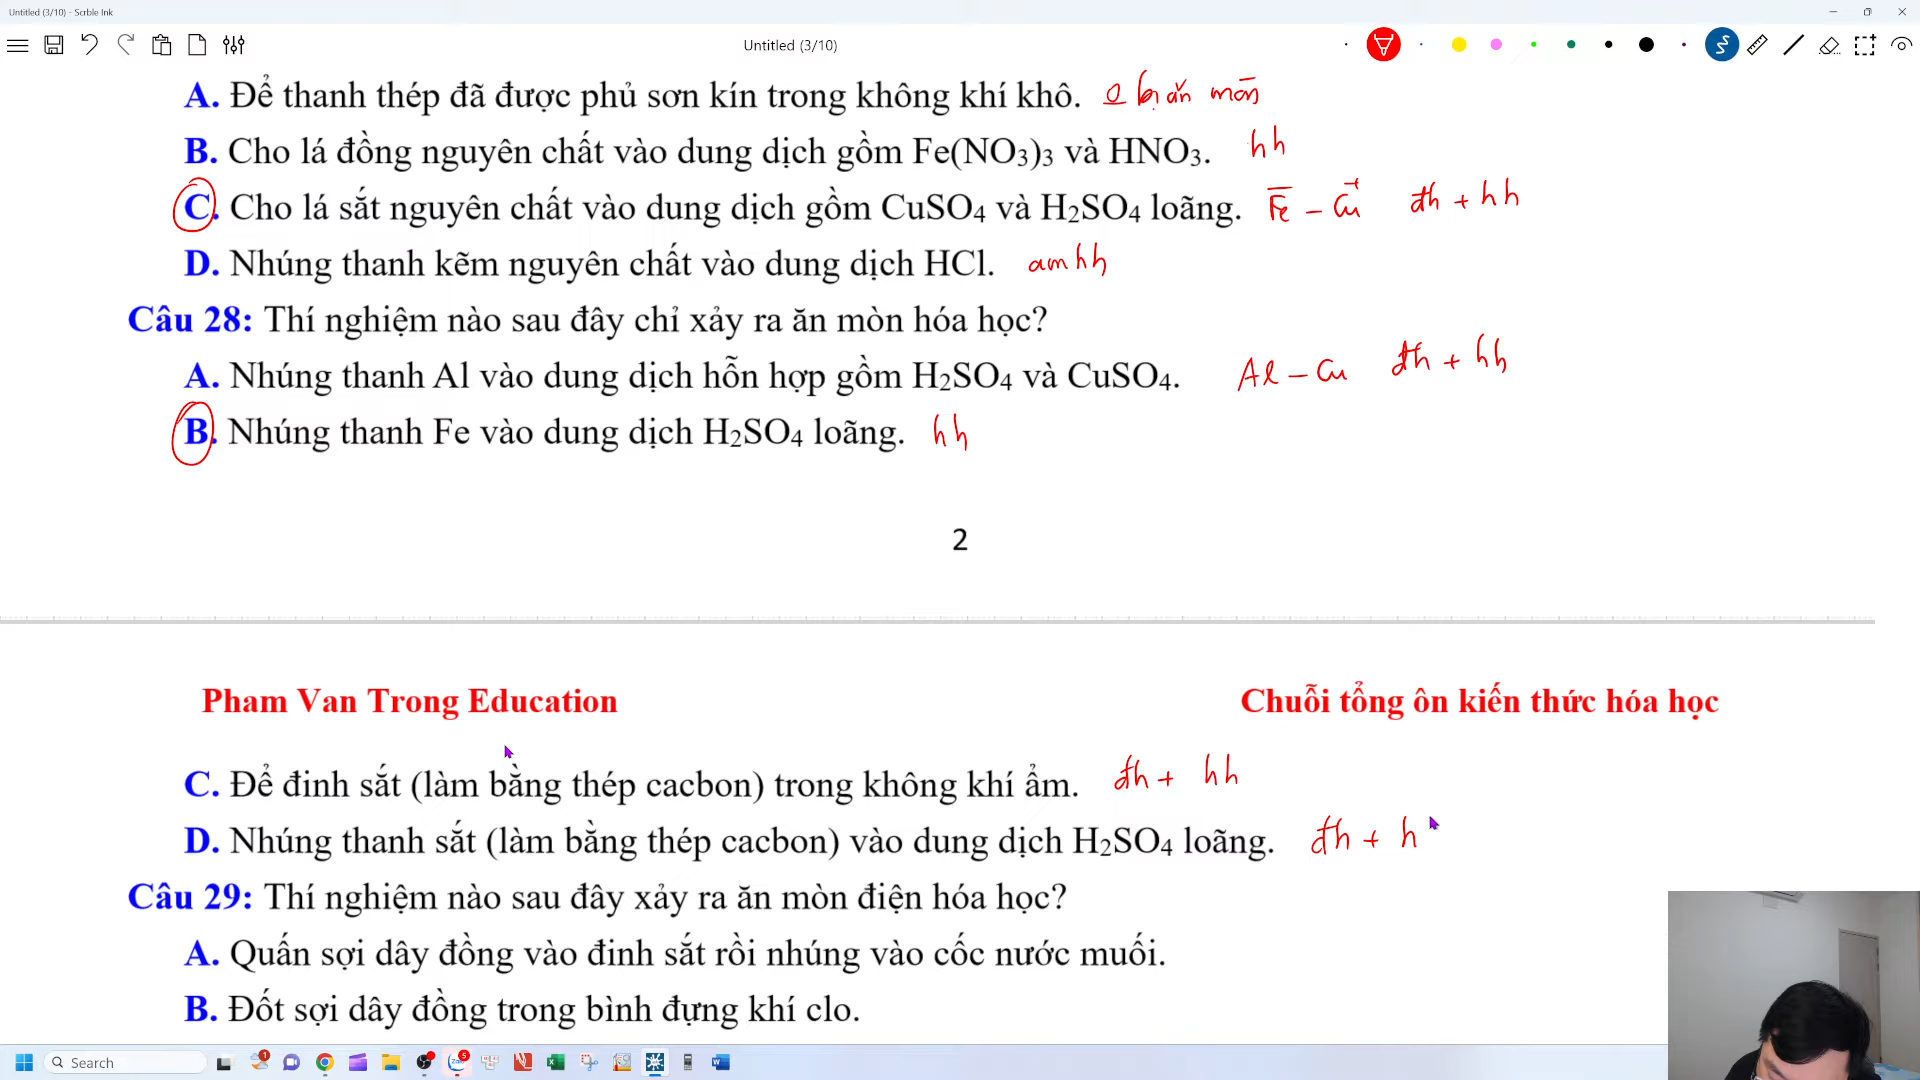 Untitled (3/10) - Scrble Ink
Untitled (3/10)
A. Để thanh thép đã được phủ sơn kín trong không khí khô. 0 bị ăn mòn
B. Cho lá đồng nguyên chất vào dung dịch gồm Fe(NO₃)₃ và HNO₃. hh
C. Cho lá sắt nguyên chất vào dung dịch gồm CuSO₄ và H₂SO₄ loãng. Fe – Cu đh + hh
D. Nhúng thanh kẽm nguyên chất vào dung dịch HCl. amhh
Câu 28: Thí nghiệm nào sau đây chỉ xảy ra ăn mòn hóa học?
A. Nhúng thanh Al vào dung dịch hỗn hợp gồm H₂SO₄ và CuSO₄. Al – Cu đh + hh
B. Nhúng thanh Fe vào dung dịch H₂SO₄ loãng. hh
2
Pham Van Trong Education Chuỗi tổng ôn kiến thức hóa học
C. Để đinh sắt (làm bằng thép cacbon) trong không khí ẩm. đh + hh
D. Nhúng thanh sắt (làm bằng thép cacbon) vào dung dịch H₂SO₄ loãng. đh + h
Câu 29: Thí nghiệm nào sau đây xảy ra ăn mòn điện hóa học?
A. Quấn sợi dây đồng vào đinh sắt rồi nhúng vào cốc nước muối.
B. Đốt sợi dây đồng trong bình đựng khí clo.
Search